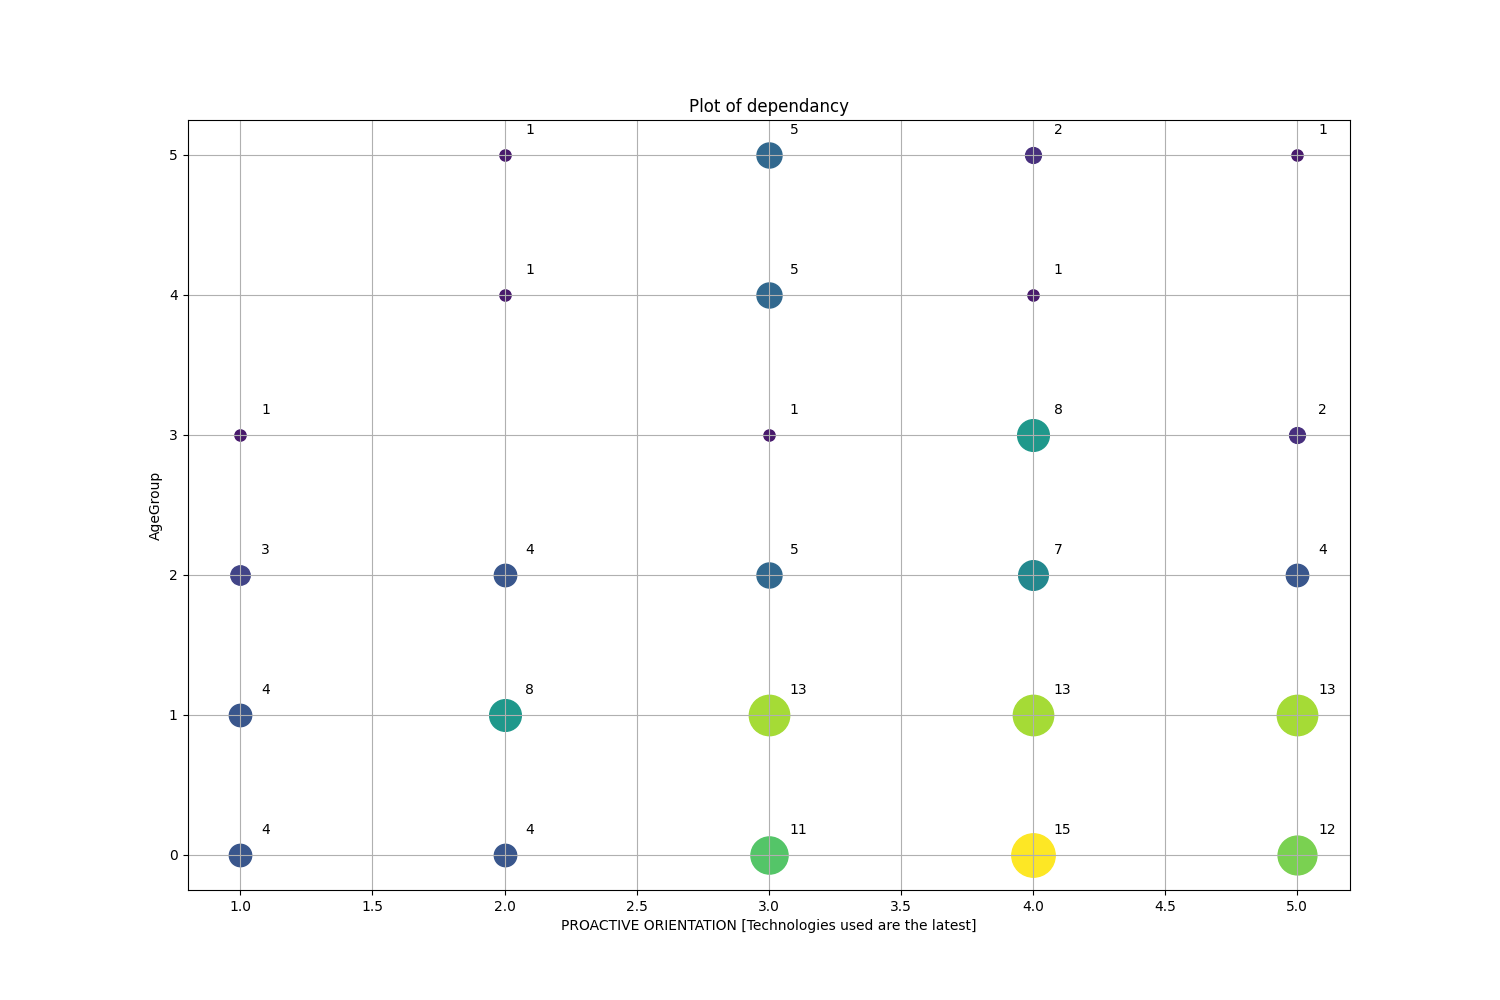 Plot of dependancy
1 5 2 1
5
1 5 1
4
1 1 8 2
3
3 4 5 7 4
2
4 8 13 13 13
1
4 4 11 15 12
0
AgeGroup
1.0 1.5 2.0 2.5 3.0 3.5 4.0 4.5 5.0
PROACTIVE ORIENTATION [Technologies used are the latest]